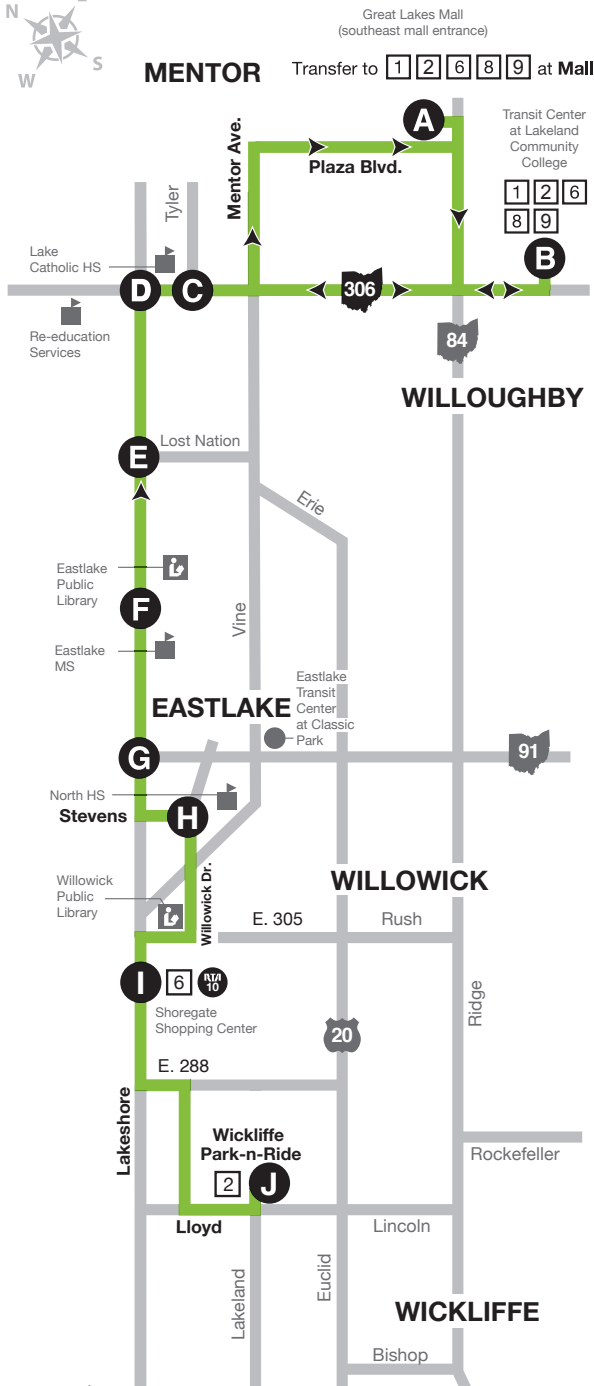 N
S
W
Great Lakes Mall
(southeast mall entrance)
MENTOR
Transfer to 1 2 6 8 9 at Mall
A
Transit Center
at Lakeland
Community
College
1 2 6
8 9
B
Mentor Ave.
Plaza Blvd.
Tyler
Lake
Catholic HS
D
C
306
Re-education
Services
84
WILLOUGHBY
E
Lost Nation
Erie
Eastlake
Public
Library
F
Vine
Eastlake
MS
Eastlake
Transit
Center
at Classic
Park
EASTLAKE
G
91
North HS
Stevens
H
Willowick
Public
Library
Willowick Dr.
WILLOWICK
E. 305
Rush
I
6
RTA
10
Shoregate
Shopping Center
Ridge
20
E. 288
Lakeshore
Wickliffe
Park-n-Ride
2
J
Rockefeller
Lloyd
Lincoln
Lakeland
Euclid
WICKLIFFE
Bishop